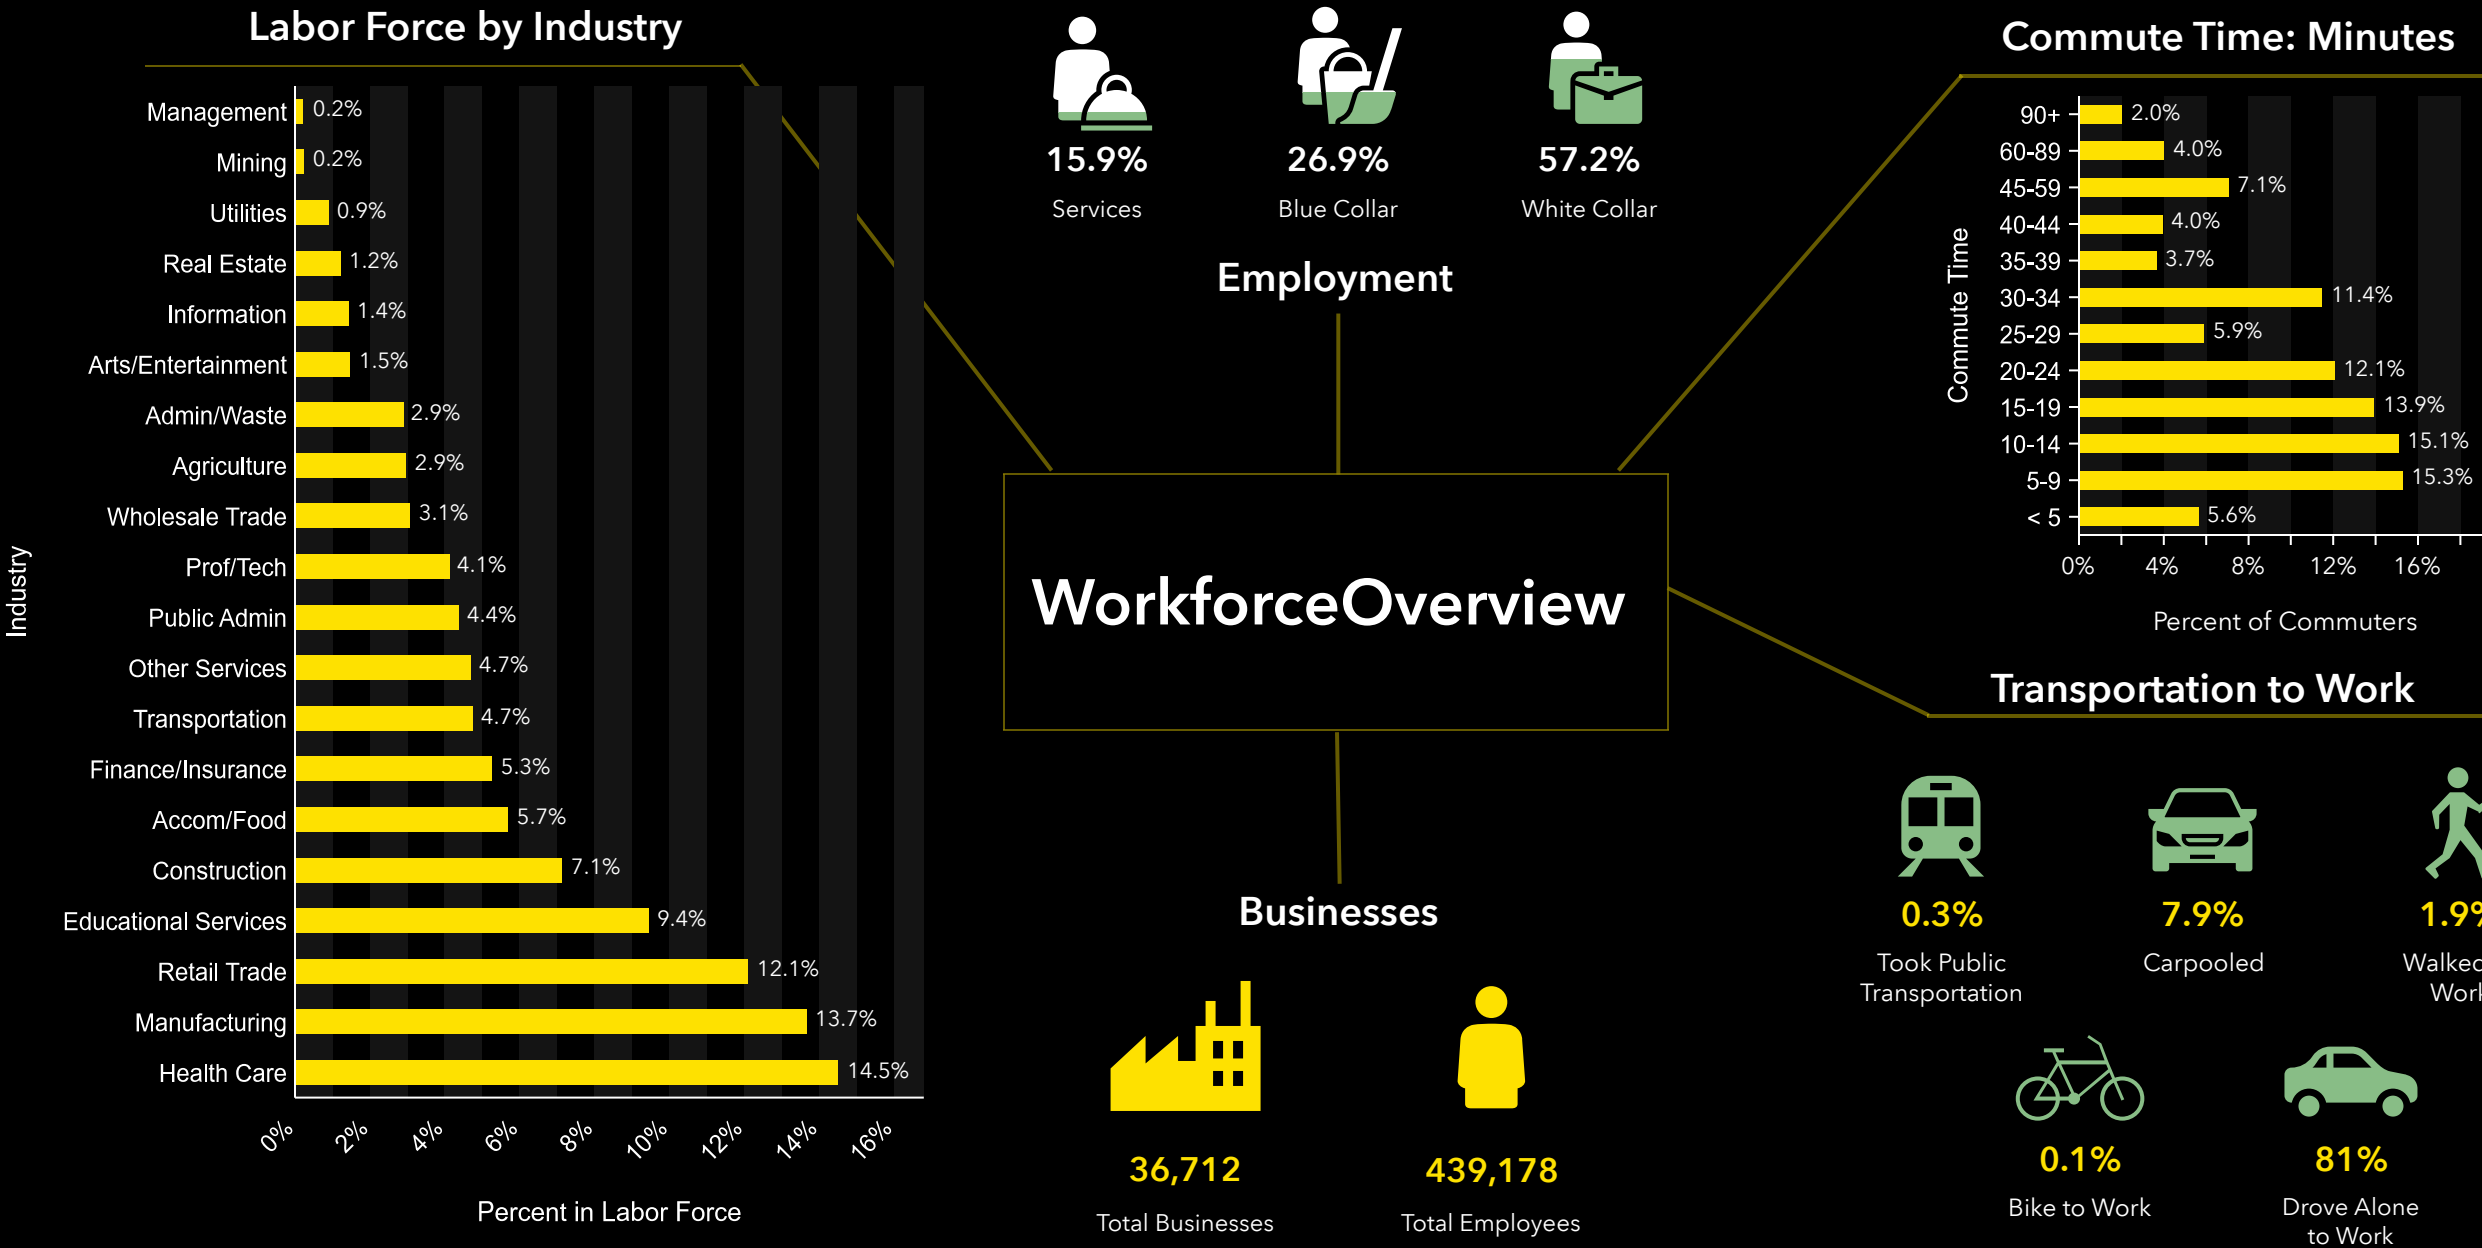 Labor Force by Industry
Industry
Management 0.2%
Mining 0.2%
Utilities 0.9%
Real Estate 1.2%
Information 1.4%
Arts/Entertainment 1.5%
Admin/Waste 2.9%
Agriculture 2.9%
Wholesale Trade 3.1%
Prof/Tech 4.1%
Public Admin 4.4%
Other Services 4.7%
Transportation 4.7%
Finance/Insurance 5.3%
Accom/Food 5.7%
Construction 7.1%
Educational Services 9.4%
Retail Trade 12.1%
Manufacturing 13.7%
Health Care 14.5%
0% 2% 4% 6% 8% 10% 12% 14% 16%
Percent in Labor Force
15.9% 26.9% 57.2%
Services Blue Collar White Collar
Employment
WorkforceOverview
Businesses
36,712 439,178
Total Businesses Total Employees
Commute Time: Minutes
Commute Time
90+ 2.0%
60-89 4.0%
45-59 7.1%
40-44 4.0%
35-39 3.7%
30-34 11.4%
25-29 5.9%
20-24 12.1%
15-19 13.9%
10-14 15.1%
5-9 15.3%
< 5 5.6%
0% 4% 8% 12% 16%
Percent of Commuters
Transportation to Work
0.3% 7.9% 1.9%
Took Public Carpooled Walked
Transportation Work
0.1% 81%
Bike to Work Drove Alone
to Work